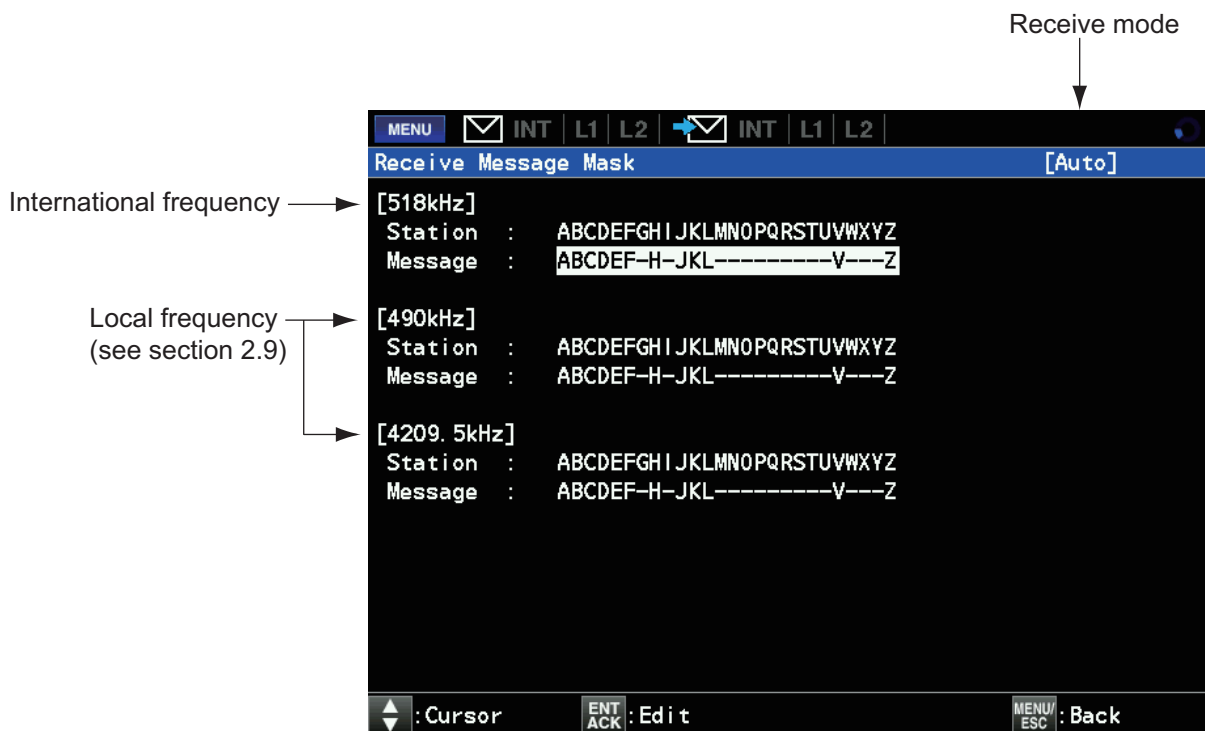 Receive mode
MENU INT L1 L2 INT L1 L2
Receive Message Mask [Auto]
International frequency
[518kHz]
Station : ABCDEFGHIJKLMNOPQRSTUVWXYZ
Message : ABCDEF-H-JKL---------V---Z
Local frequency
(see section 2.9)
[490kHz]
Station : ABCDEFGHIJKLMNOPQRSTUVWXYZ
Message : ABCDEF-H-JKL---------V---Z
[4209.5kHz]
Station : ABCDEFGHIJKLMNOPQRSTUVWXYZ
Message : ABCDEF-H-JKL---------V---Z
:Cursor ENT ACK :Edit MENU/ESC :Back